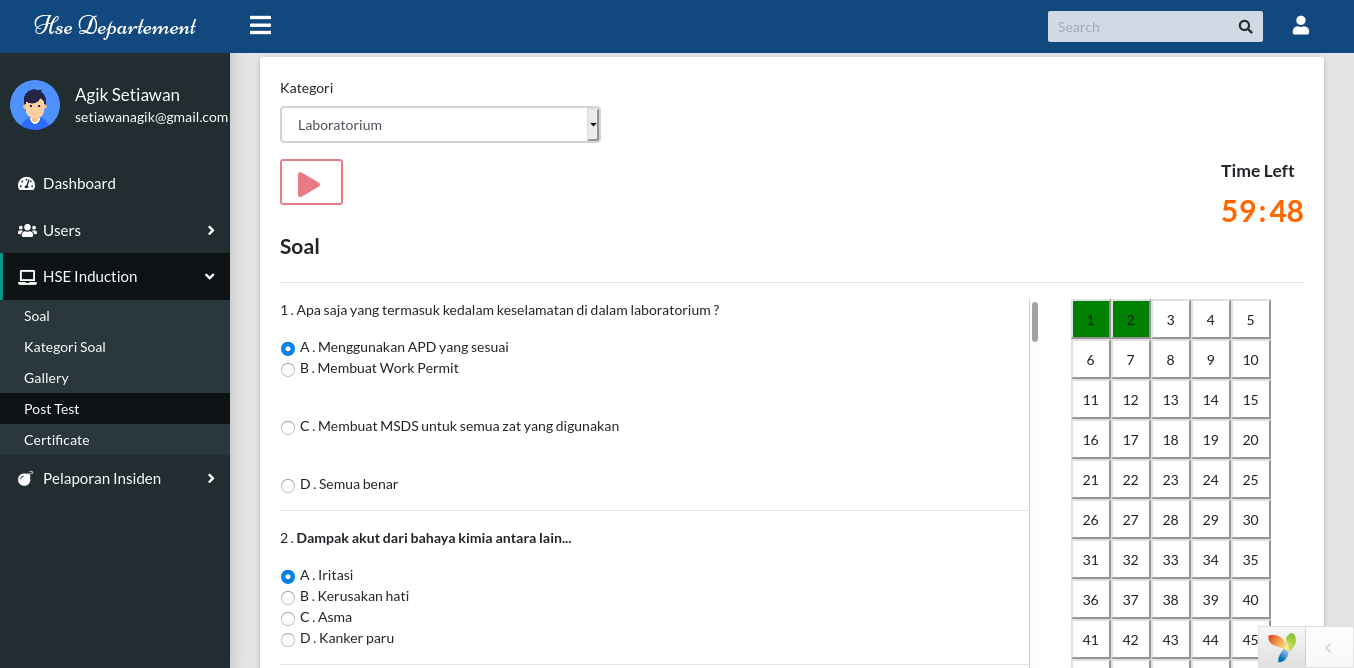 Hse Departement
Search
Agik Setiawan
setiawanagik@gmail.com
Dashboard
Users
HSE Induction
Soal
Kategori Soal
Gallery
Post Test
Certificate
Pelaporan Insiden
Kategori
Laboratorium
Time Left
59:48
Soal
1 . Apa saja yang termasuk kedalam keselamatan di dalam laboratorium ?
A . Menggunakan APD yang sesuai
B . Membuat Work Permit
C . Membuat MSDS untuk semua zat yang digunakan
D . Semua benar
2 . Dampak akut dari bahaya kimia antara lain...
A . Iritasi
B . Kerusakan hati
C . Asma
D . Kanker paru
1 2 3 4 5
6 7 8 9 10
11 12 13 14 15
16 17 18 19 20
21 22 23 24 25
26 27 28 29 30
31 32 33 34 35
36 37 38 39 40
41 42 43 44 45